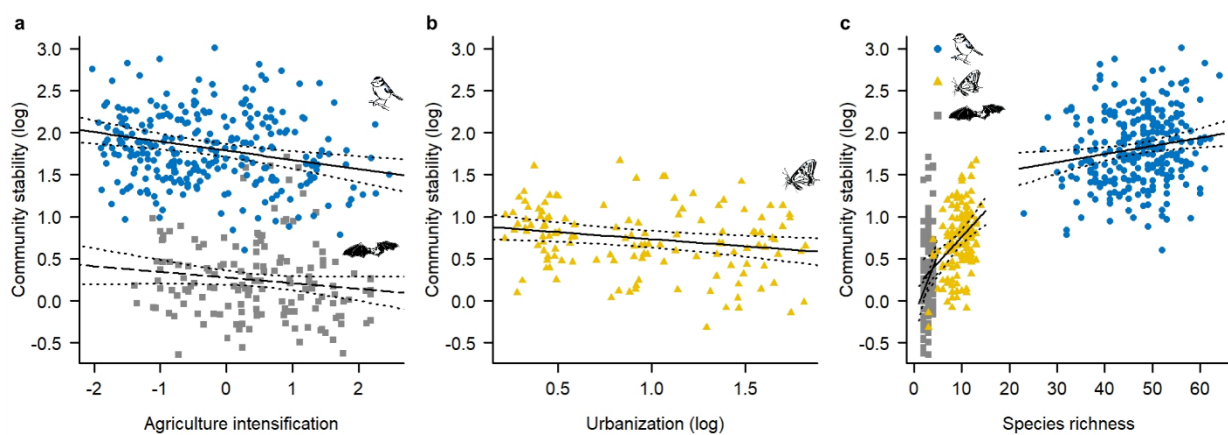 a
Community stability (log)
3.0
2.5
2.0
1.5
1.0
0.5
0.0
-0.5
-2 -1 0 1 2
Agriculture intensification
b
Community stability (log)
3.0
2.5
2.0
1.5
1.0
0.5
0.0
-0.5
0.5 1.0 1.5
Urbanization (log)
c
Community stability (log)
3.0
2.5
2.0
1.5
1.0
0.5
0.0
-0.5
0 10 20 30 40 50 60
Species richness